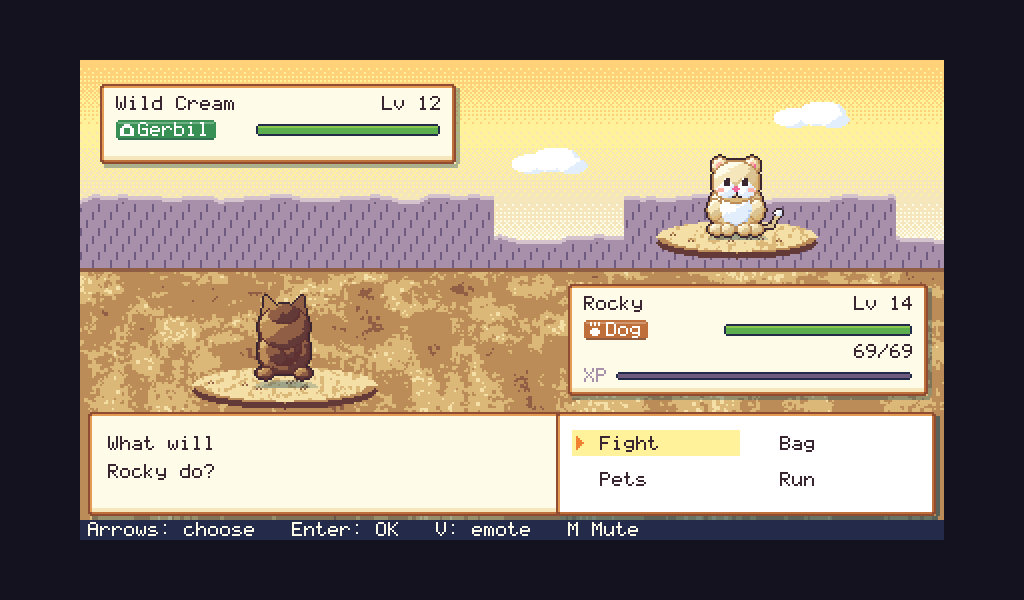 Wild Cream Lv 12
Gerbil
Rocky Lv 14
Dog
69/69
XP
What will
Rocky do?
Fight Bag
Pets Run
Arrows: choose Enter: OK V: emote M Mute